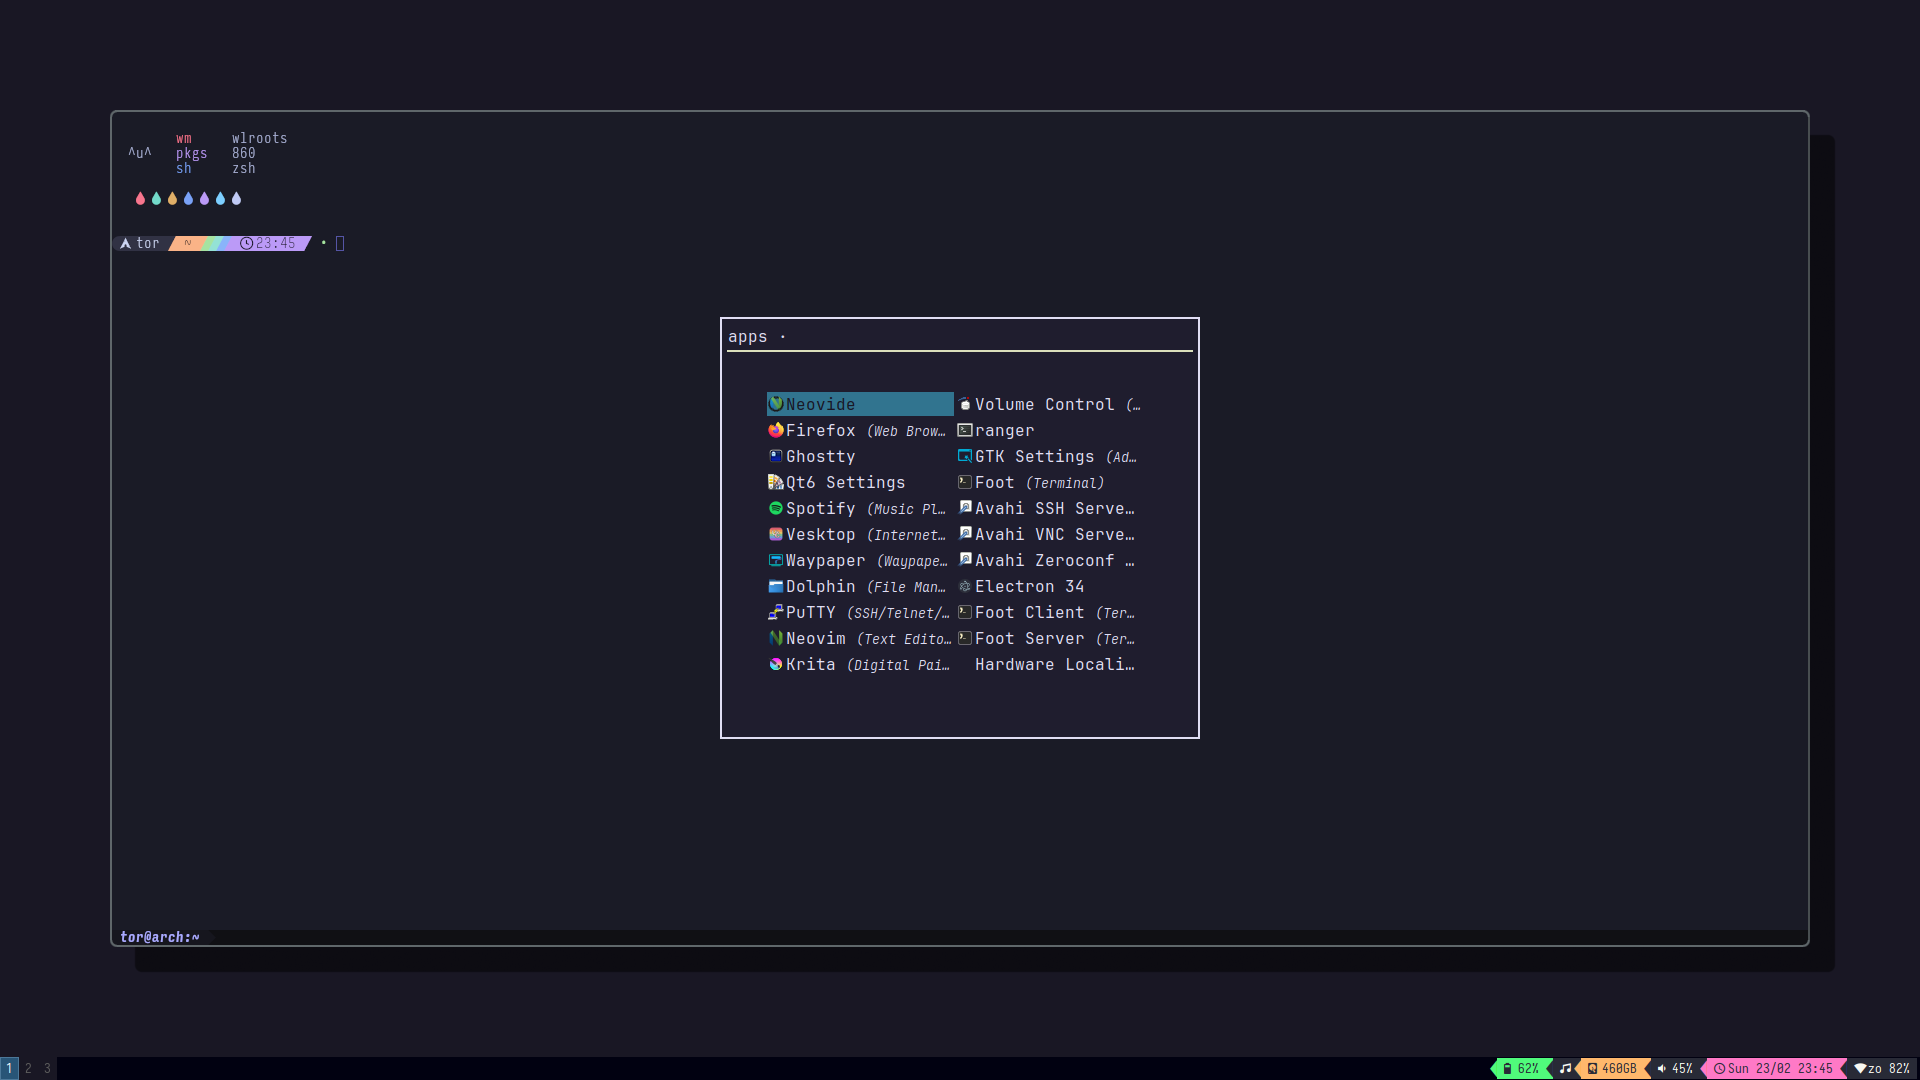 wm wlroots
^u^ pkgs 860
sh zsh
tor ~ 23:45 •
apps ·
Neovide
Firefox (Web Brow…
Ghostty
Qt6 Settings
Spotify (Music Pl…
Vesktop (Internet…
Waypaper (Waypape…
Dolphin (File Man…
PuTTY (SSH/Telnet/…
Neovim (Text Edito…
Krita (Digital Pai…
Volume Control (…
ranger
GTK Settings (Ad…
Foot (Terminal)
Avahi SSH Serve…
Avahi VNC Serve…
Avahi Zeroconf …
Electron 34
Foot Client (Ter…
Foot Server (Ter…
Hardware Locali…
tor@arch:~
1 2 3 62% 460GB 45% Sun 23/02 23:45 zo 82%